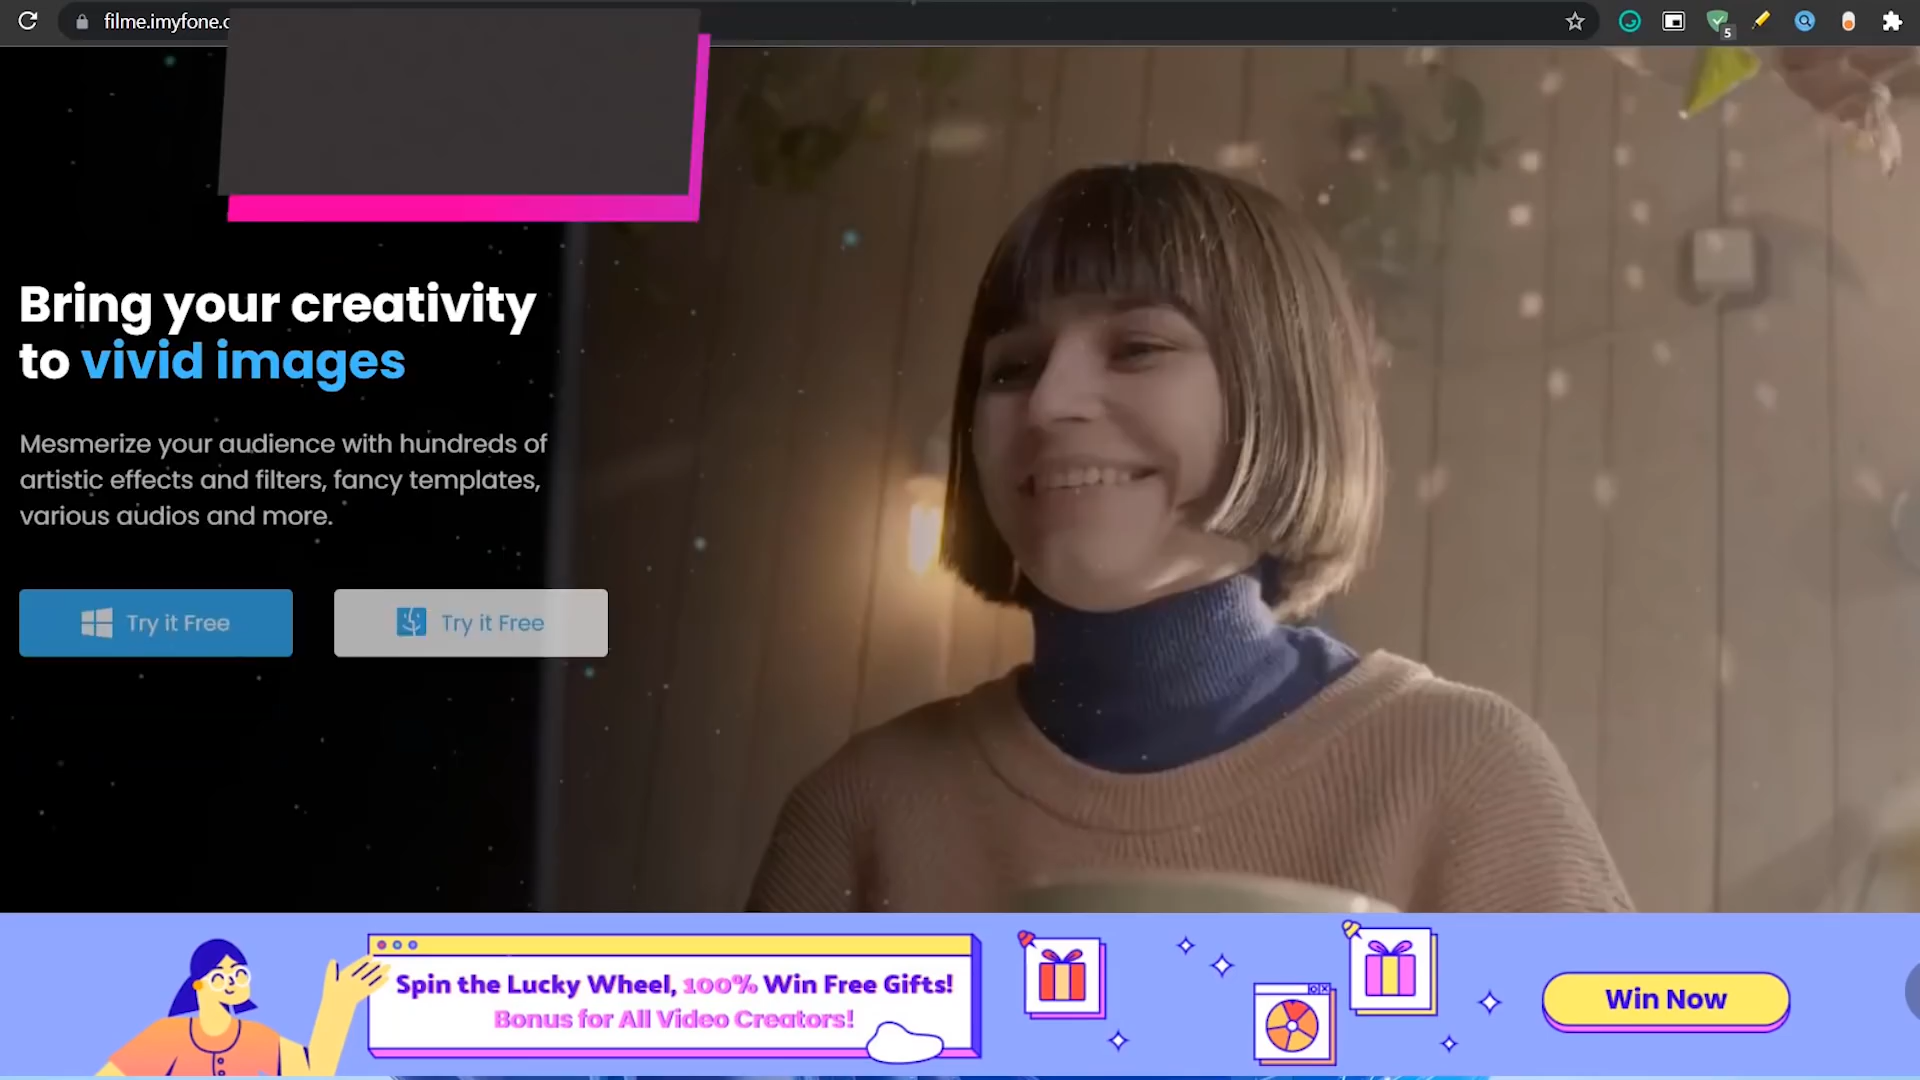 filme.imyfone.c
5
Bring your creativity
to vivid images
Mesmerize your audience with hundreds of
artistic effects and filters, fancy templates,
various audios and more.
Try it Free
Try it Free
Spin the Lucky Wheel, 100% Win Free Gifts!
Bonus for All Video Creators!
Win Now